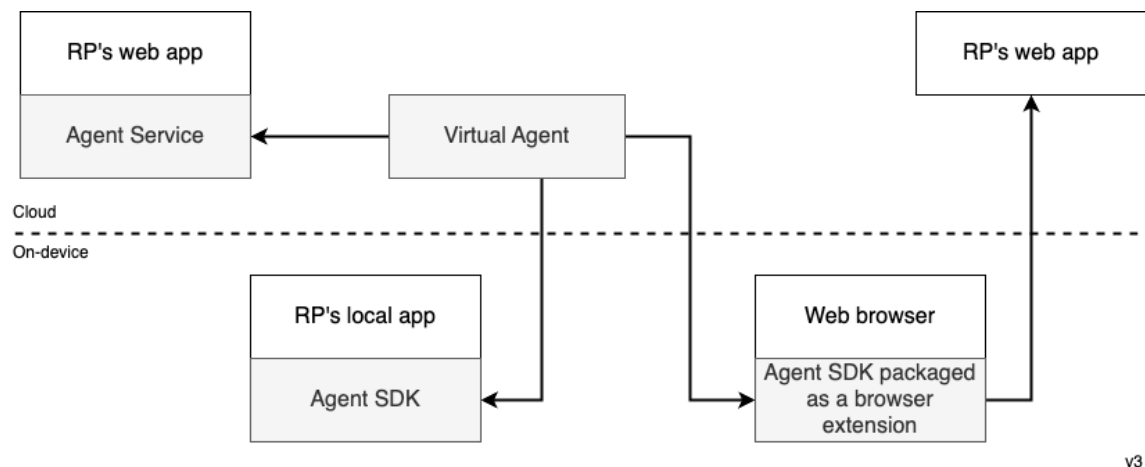 RP's web app
RP's web app
Agent Service
Virtual Agent
Cloud
On-device
RP's local app
Web browser
Agent SDK
Agent SDK packaged
as a browser
extension
v3